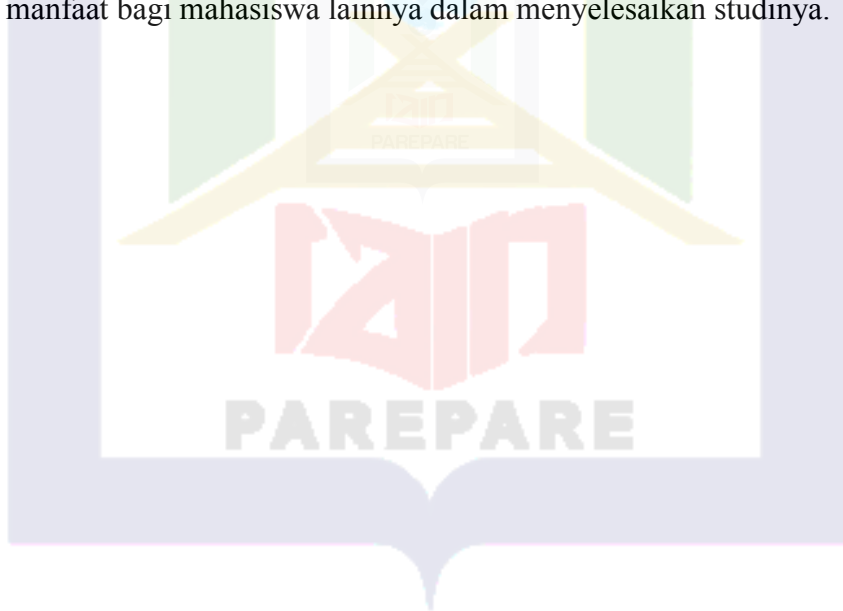 manfaat bagi mahasiswa lainnya dalam menyelesaikan studinya.
iain
PAREPARE
iain
PAREPARE